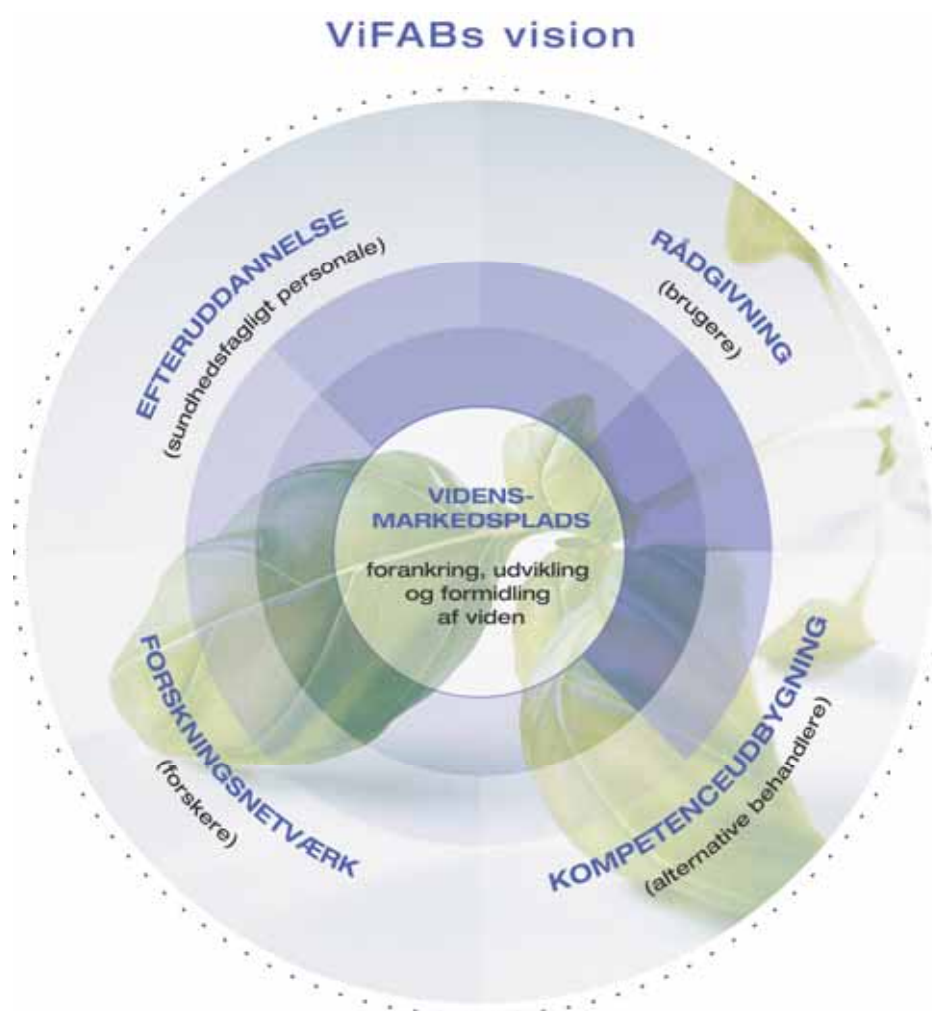 ViFABs vision
EFTERUDDANNELSE
(sundhedsfagligt personale)
RÅDGIVNING
(brugere)
VIDENS-
MARKEDSPLADS
forankring, udvikling
og formidling
af viden
FORSKNINGSNETVÆRK
(forskere)
KOMPETENCEUDBYGNING
(alternative behandlere)